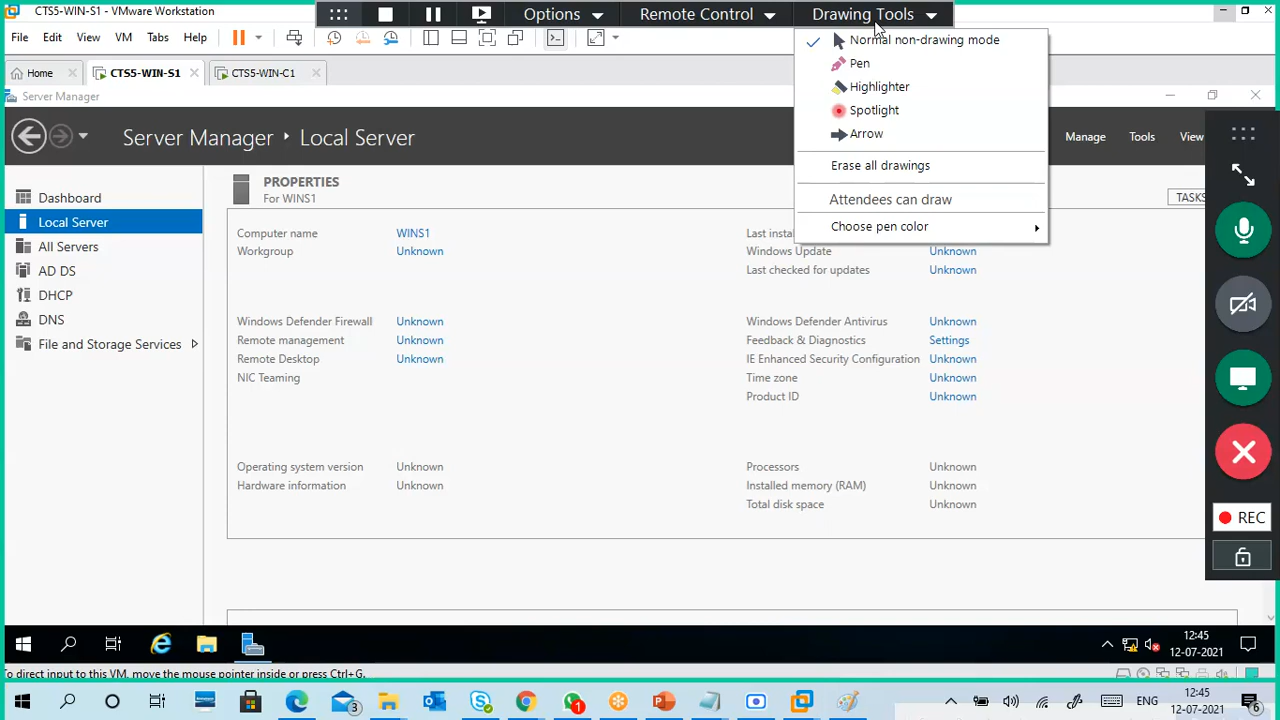 CTS5-WIN-S1 - VMware Workstation
Options
Remote Control
Drawing Tools
File Edit View VM Tabs Help
Normal non-drawing mode
Pen
Highlighter
Spotlight
Arrow
Erase all drawings
Attendees can draw
Choose pen color
Home
CTS5-WIN-S1
CTS5-WIN-C1
Server Manager
Server Manager
Local Server
Manage
Tools
View
Dashboard
Local Server
All Servers
AD DS
DHCP
DNS
File and Storage Services
PROPERTIES
For WINS1
TASKS
Computer name WINS1
Workgroup Unknown
Windows Defender Firewall Unknown
Remote management Unknown
Remote Desktop Unknown
NIC Teaming
Operating system version Unknown
Hardware information Unknown
Last instal
Windows Update Unknown
Last checked for updates Unknown
Windows Defender Antivirus Unknown
Feedback & Diagnostics Settings
IE Enhanced Security Configuration Unknown
Time zone Unknown
Product ID Unknown
Processors Unknown
Installed memory (RAM) Unknown
Total disk space Unknown
REC
12:45
12-07-2021
To direct input to this VM, move the mouse pointer inside or press Ctrl+G.
3
1
ENG
12:45
12-07-2021
6